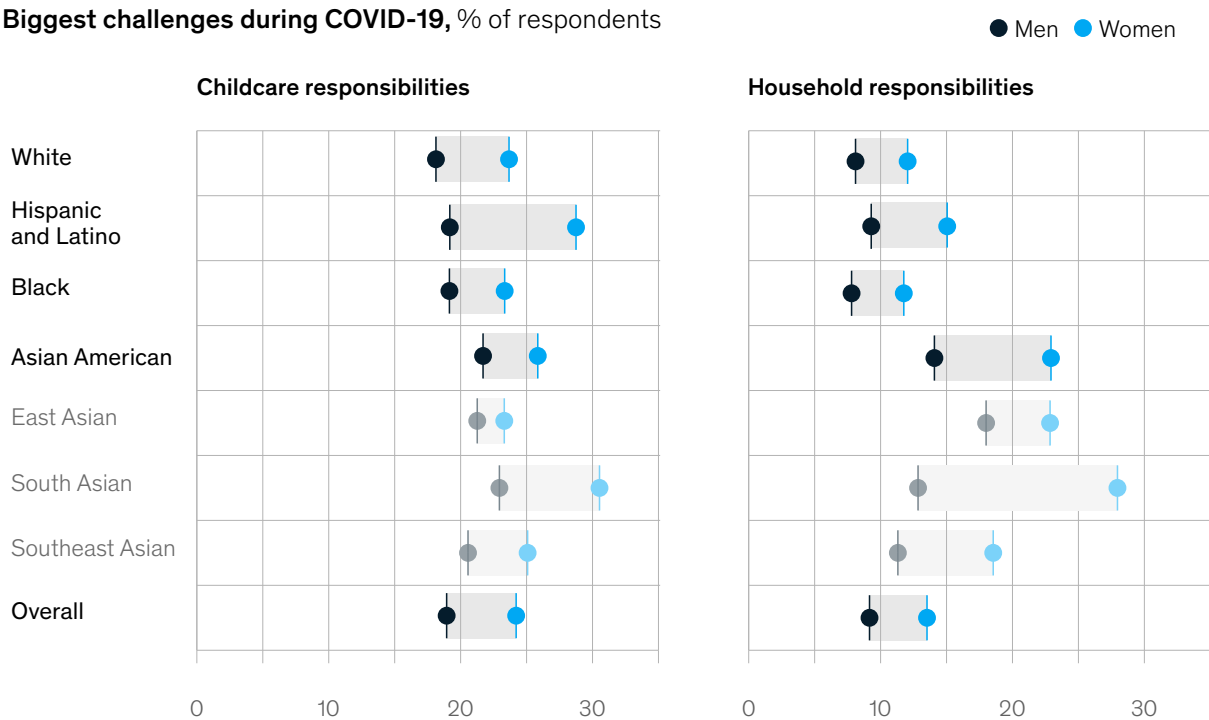 Biggest challenges during COVID-19, % of respondents
Men Women
Childcare responsibilities
Household responsibilities
White
Hispanic
and Latino
Black
Asian American
East Asian
South Asian
Southeast Asian
Overall
0 10 20 30
0 10 20 30